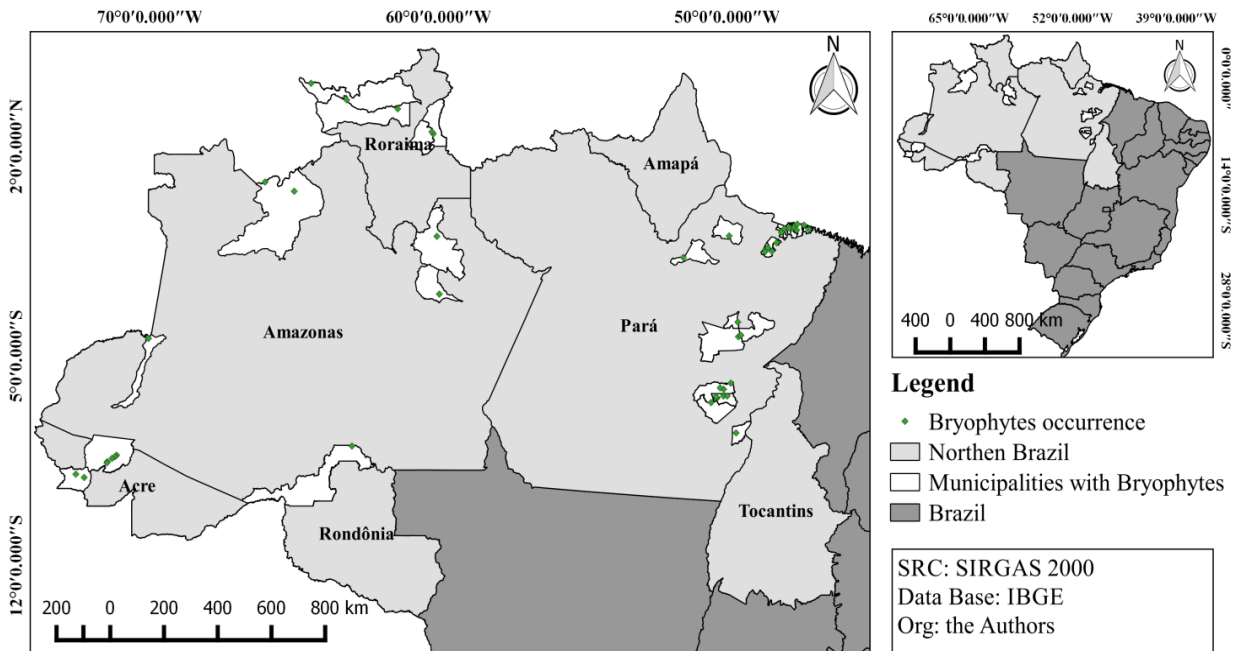 70°0'0.000"W 60°0'0.000"W 50°0'0.000"W
65°0'0.000"W 52°0'0.000"W 39°0'0.000"W
N
N
0°0'0.000"
2°0'0.000"N
Roraima
Amapá
14°0'0.000"S
Amazonas
Pará
28°0'0.000"S
400 0 400 800 km
5°0'0.000"S
Legend
Bryophytes occurrence
Northen Brazil
Municipalities with Bryophytes
Brazil
Acre
Tocantins
Rondônia
12°0'0.000"S
200 0 200 400 600 800 km
SRC: SIRGAS 2000
Data Base: IBGE
Org: the Authors